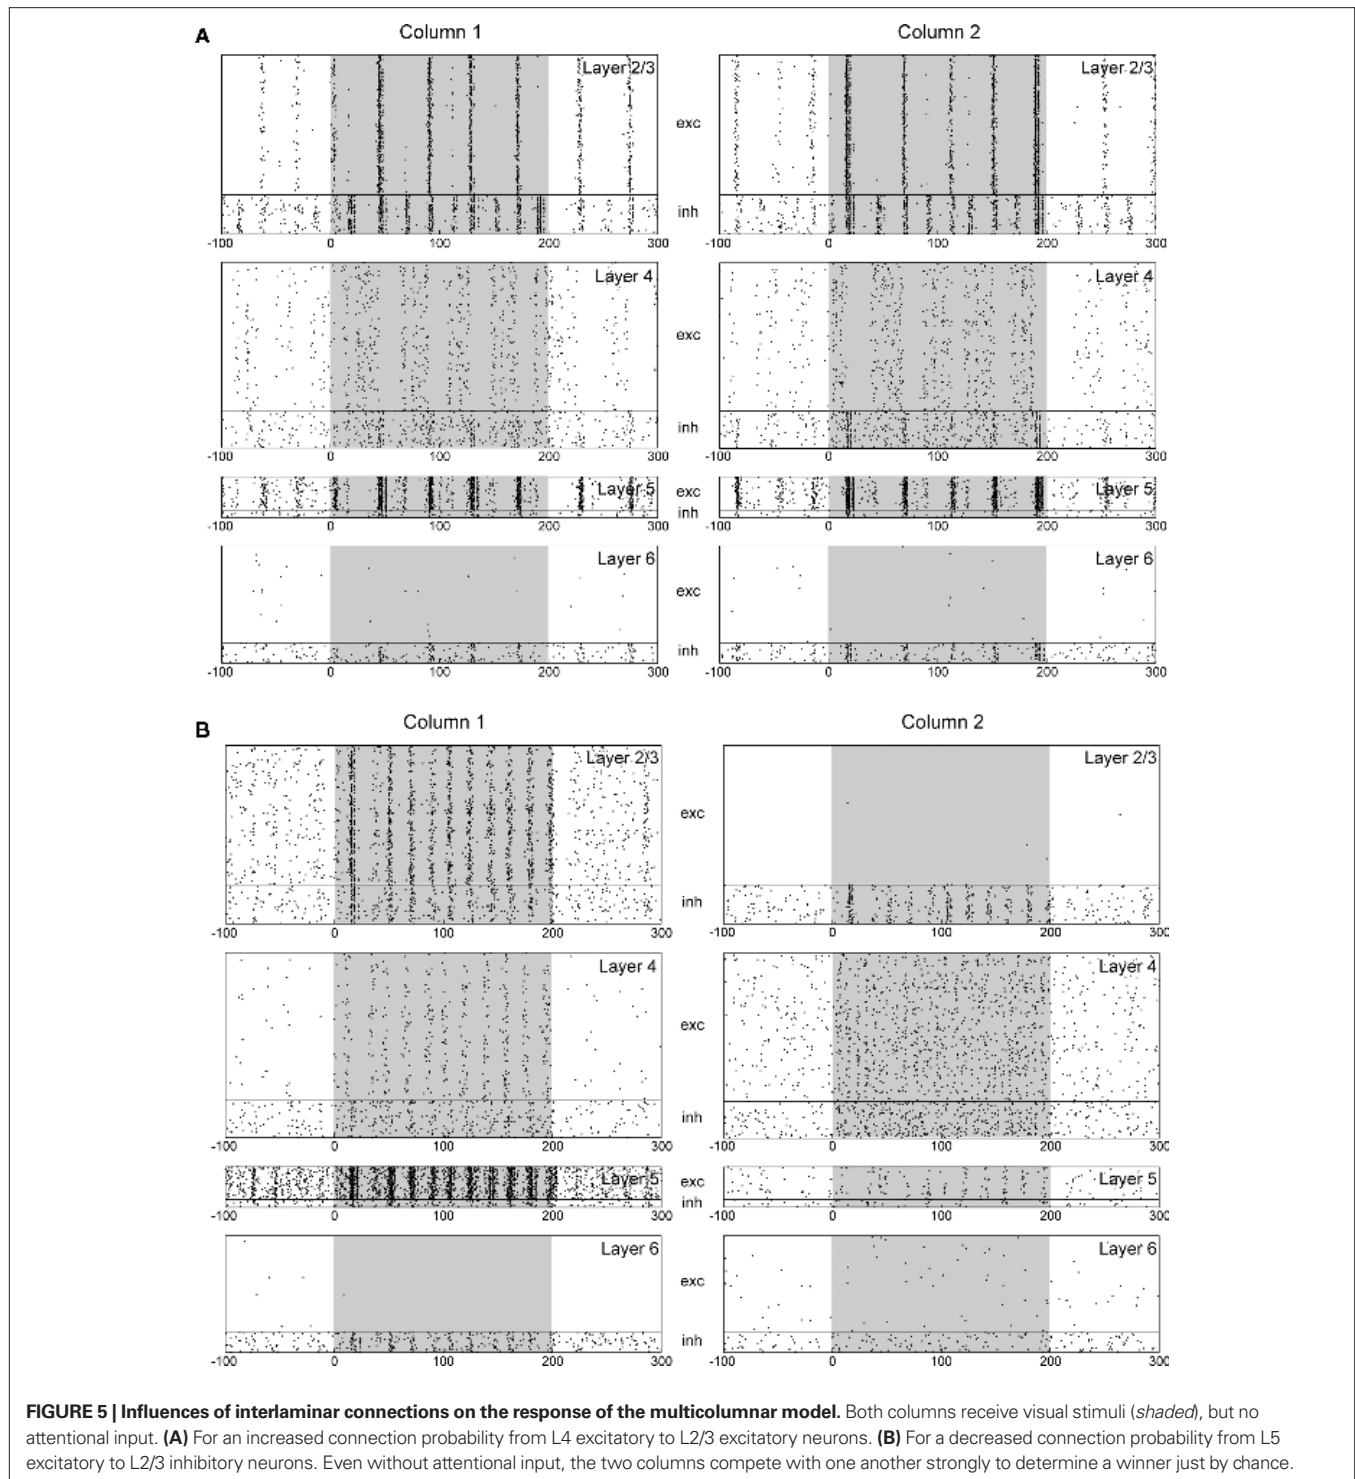 A
Column 1
Column 2
Layer 2/3
exc
Layer 2/3
inh
-100 0 100 200 300
-100 0 100 200 300
Layer 4
exc
Layer 4
inh
-100 0 100 200 300
-100 0 100 200 300
Layer 5
exc
Layer 5
inh
-100 0 100 200 300
-100 0 100 200 300
Layer 6
exc
Layer 6
inh
-100 0 100 200 300
-100 0 100 200 300
B
Column 1
Column 2
Layer 2/3
exc
Layer 2/3
inh
-100 0 100 200 300
-100 0 100 200 300
Layer 4
exc
Layer 4
inh
-100 0 100 200 300
-100 0 100 200 300
Layer 5
exc
Layer 5
inh
-100 0 100 200 300
-100 0 100 200 300
Layer 6
exc
Layer 6
inh
-100 0 100 200 300
-100 0 100 200 300
FIGURE 5 | Influences of interlaminar connections on the response of the multicolumnar model. Both columns receive visual stimuli (shaded), but no
attentional input. (A) For an increased connection probability from L4 excitatory to L2/3 excitatory neurons. (B) For a decreased connection probability from L5
excitatory to L2/3 inhibitory neurons. Even without attentional input, the two columns compete with one another strongly to determine a winner just by chance.